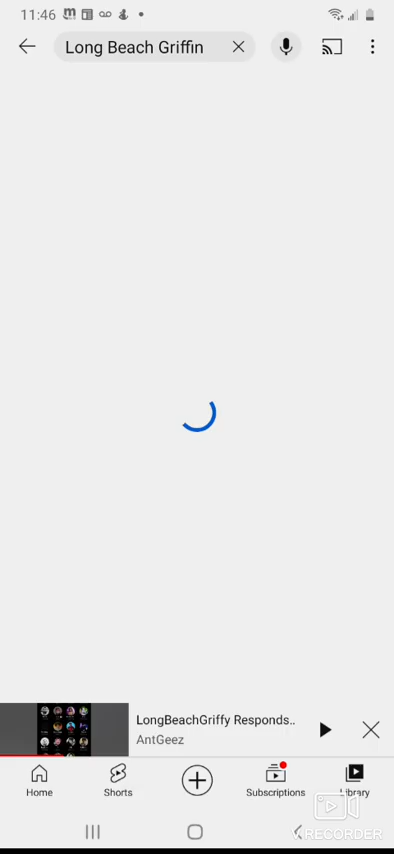 11:46
Long Beach Griffin
LongBeachGriffy Responds..
AntGeez
Home
Shorts
Subscriptions
Library
V RECORDER